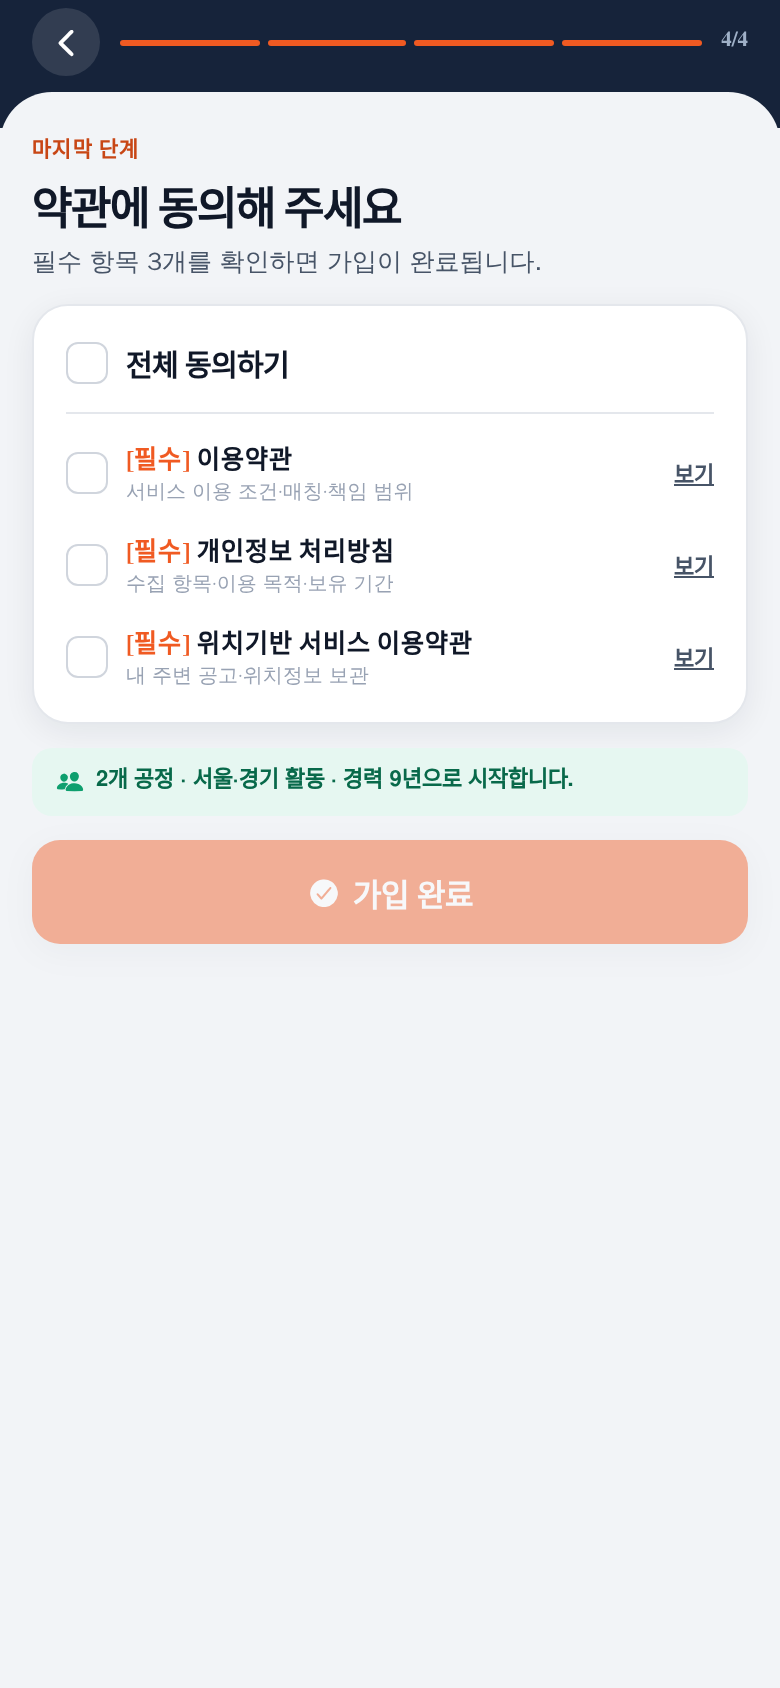 4/4
마지막 단계
약관에 동의해 주세요
필수 항목 3개를 확인하면 가입이 완료됩니다.
전체 동의하기
[필수] 이용약관
서비스 이용 조건·매칭·책임 범위
보기
[필수] 개인정보 처리방침
수집 항목·이용 목적·보유 기간
보기
[필수] 위치기반 서비스 이용약관
내 주변 공고·위치정보 보관
보기
2개 공정 · 서울·경기 활동 · 경력 9년으로 시작합니다.
가입 완료